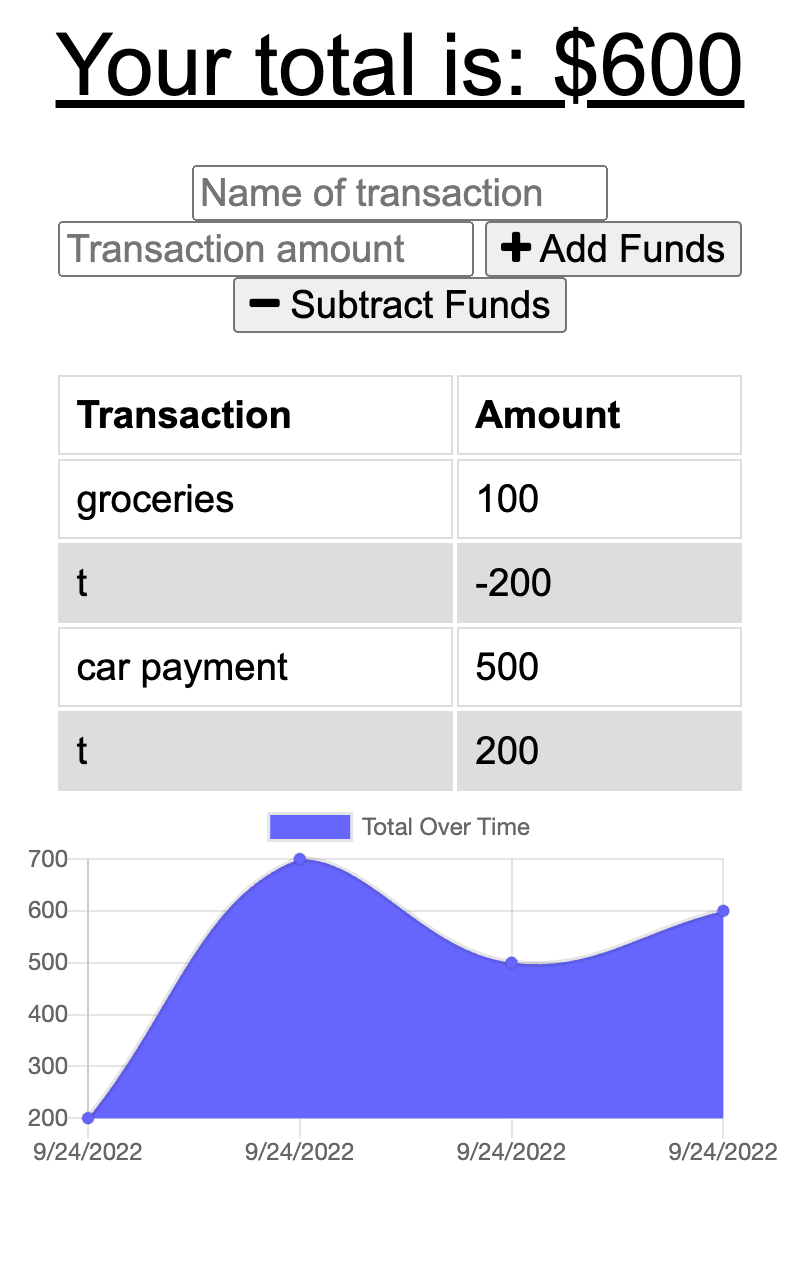 Your total is: $600
Name of transaction
Transaction amount Add Funds
Subtract Funds
Transaction Amount
groceries 100
t -200
car payment 500
t 200
Total Over Time
700
600
500
400
300
200
9/24/2022 9/24/2022 9/24/2022 9/24/2022